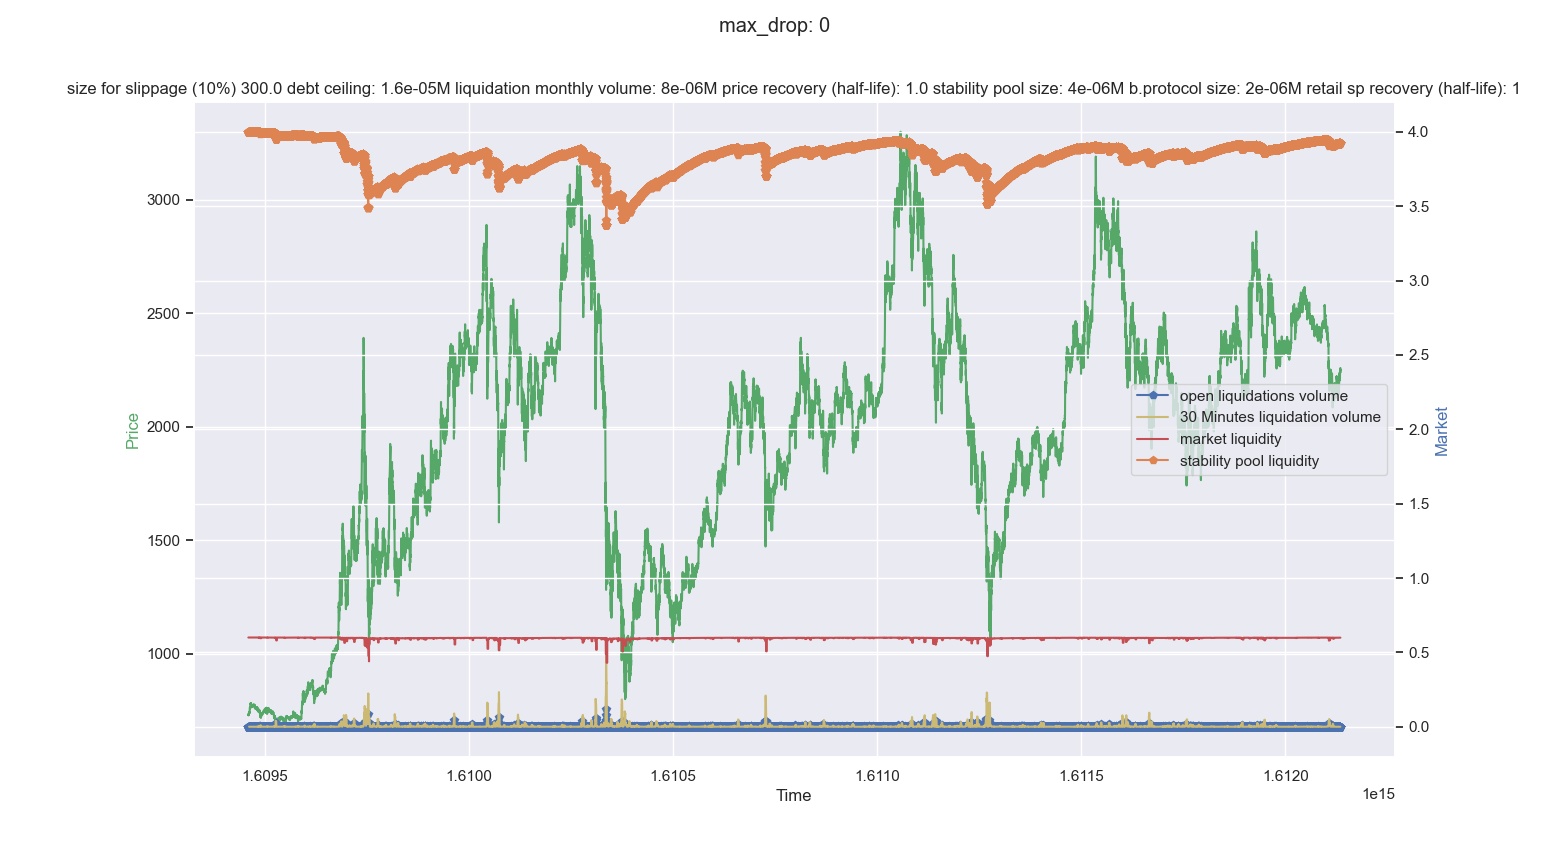 max_drop: 0
size for slippage (10%) 300.0 debt ceiling: 1.6e-05M liquidation monthly volume: 8e-06M price recovery (half-life): 1.0 stability pool size: 4e-06M b.protocol size: 2e-06M retail sp recovery (half-life): 1
4.0
3000
3.5
3.0
2500
2.5
open liquidations volume
30 Minutes liquidation volume
market liquidity
stability pool liquidity
Price
2000
2.0
Market
1.5
1500
1.0
1000
0.5
0.0
1.6095
1.6100
1.6105
1.6110
1.6115
1.6120
Time
1e15